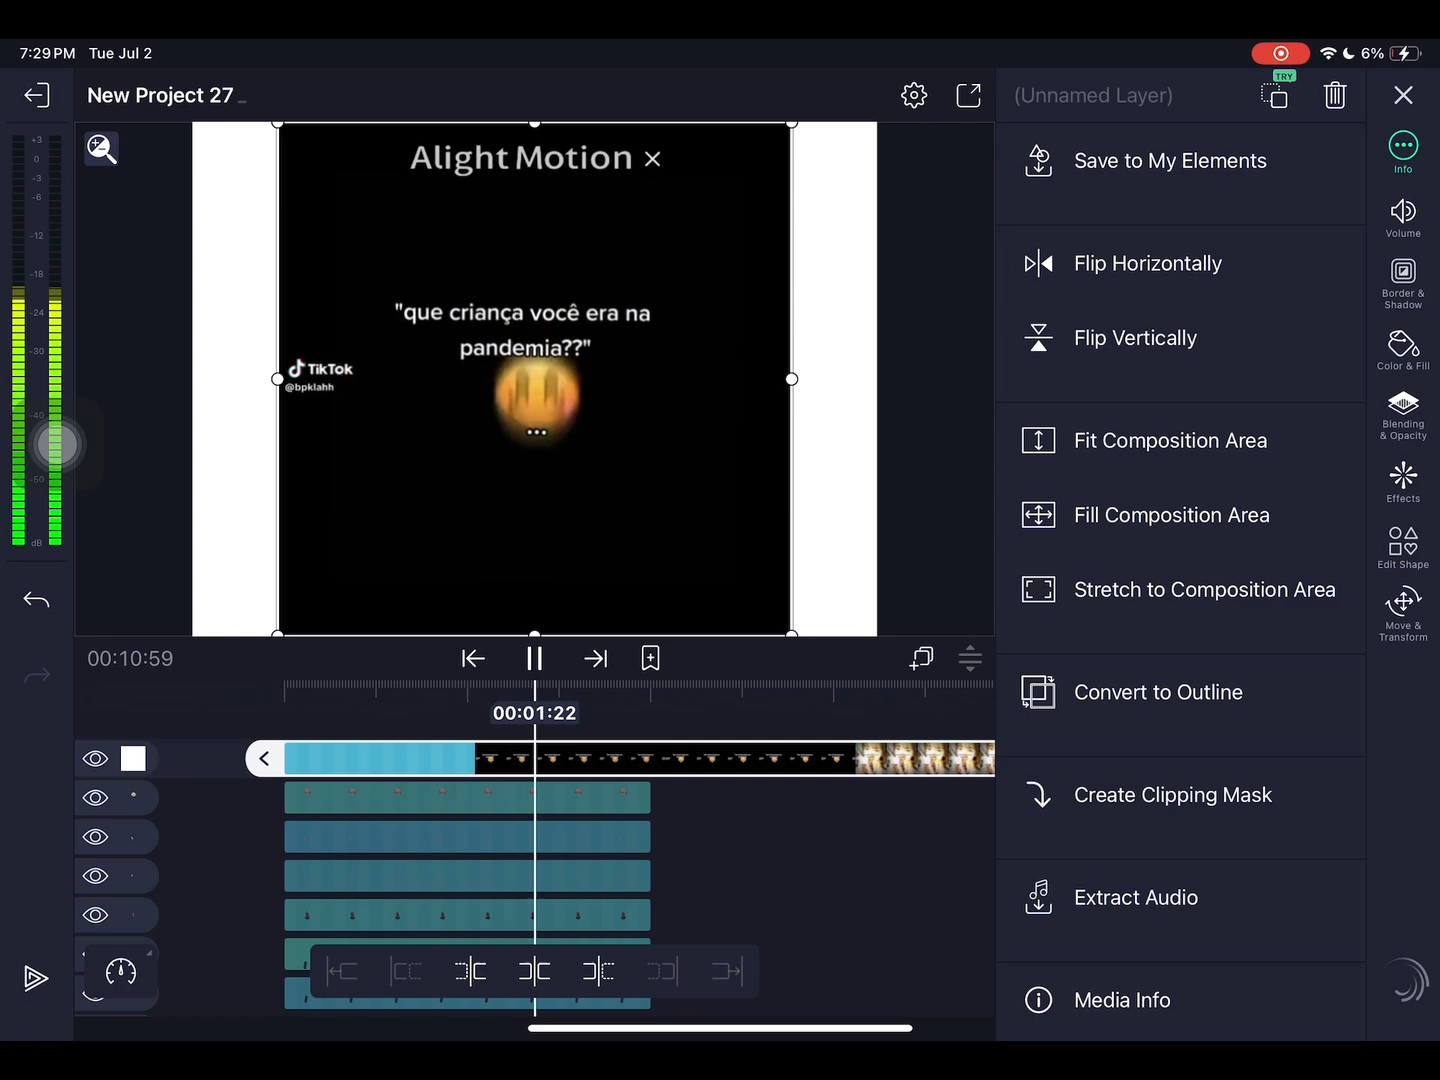 7:29 PM Tue Jul 2
6%
New Project 27
(Unnamed Layer)
TRY
Alight Motion ×
"que criança você era na
pandemia??"
TikTok
@bpklahh
+3
0
-3
-6
-12
-18
-24
-30
-40
-50
dB
Save to My Elements
Flip Horizontally
Flip Vertically
Fit Composition Area
Fill Composition Area
Stretch to Composition Area
Convert to Outline
Create Clipping Mask
Extract Audio
Media Info
Info
Volume
Border &
Shadow
Color & Fill
Blending
& Opacity
Effects
Edit Shape
Move &
Transform
00:10:59
00:01:22